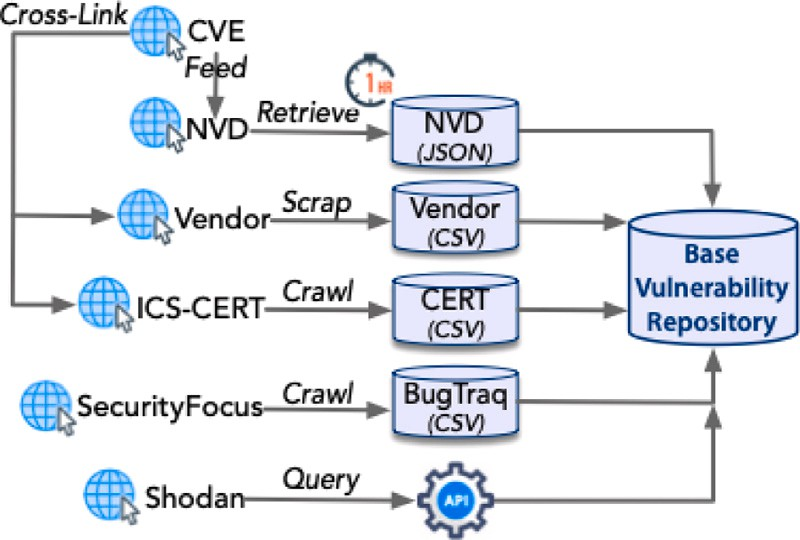 Cross-Link
CVE
Feed
1 HR
NVD
Retrieve
NVD
(JSON)
Vendor
Scrap
Vendor
(CSV)
Base
Vulnerability
Repository
ICS-CERT
Crawl
CERT
(CSV)
SecurityFocus
Crawl
BugTraq
(CSV)
Shodan
Query
API